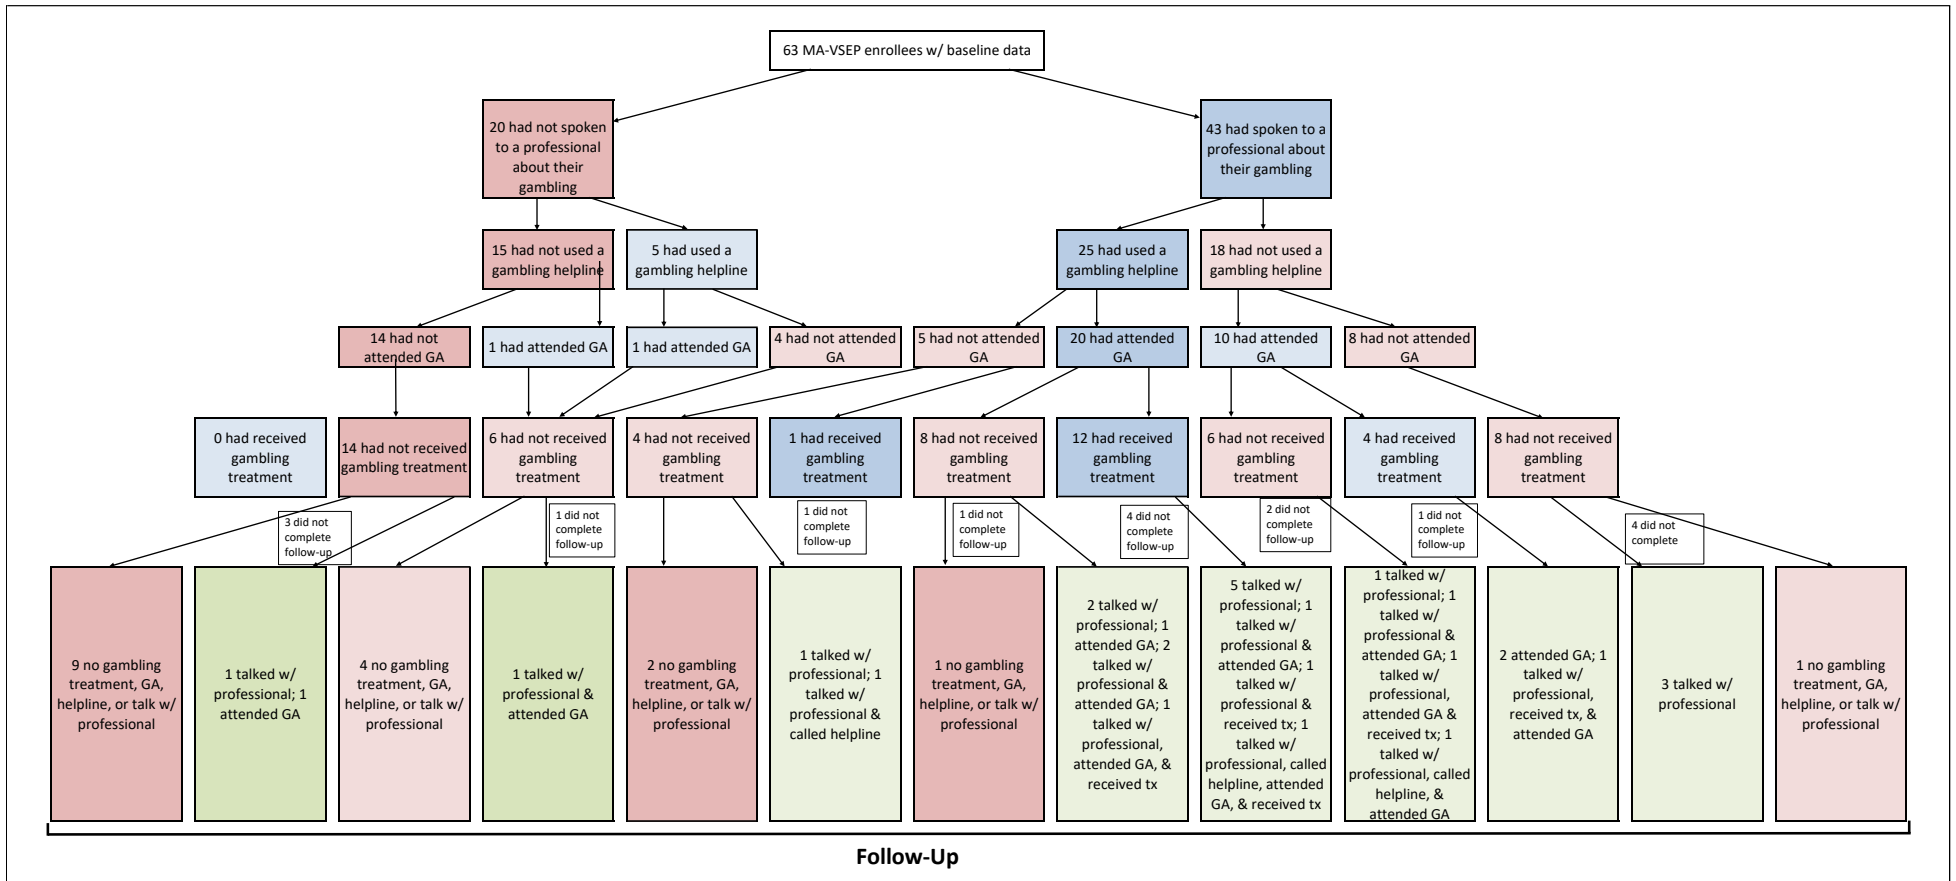 63 MA-VSEP enrollees w/ baseline data
20 had not spoken
to a professional
about their
gambling
43 had spoken to a
professional about
their gambling
15 had not used a
gambling helpline
5 had used a
gambling helpline
25 had used a
gambling helpline
18 had not used a
gambling helpline
14 had not
attended GA
1 had attended GA
1 had attended GA
4 had not attended
GA
5 had not attended
GA
20 had attended
GA
10 had attended
GA
8 had not attended
GA
0 had received
gambling
treatment
14 had not received
gambling treatment
6 had not received
gambling
treatment
4 had not received
gambling
treatment
1 had received
gambling
treatment
8 had not received
gambling
treatment
12 had received
gambling
treatment
6 had not received
gambling
treatment
4 had received
gambling
treatment
8 had not received
gambling
treatment
3 did not
complete
follow-up
1 did not
complete
follow-up
1 did not
complete
follow-up
1 did not
complete
follow-up
4 did not
complete
follow-up
2 did not
complete
follow-up
1 did not
complete
follow-up
4 did not
complete
9 no gambling
treatment, GA,
helpline, or talk w/
professional
1 talked w/
professional; 1
attended GA
4 no gambling
treatment, GA,
helpline, or talk w/
professional
1 talked w/
professional &
attended GA
2 no gambling
treatment, GA,
helpline, or talk w/
professional
1 talked w/
professional; 1
talked w/
professional &
called helpline
1 no gambling
treatment, GA,
helpline, or talk w/
professional
2 talked w/
professional; 1
attended GA; 2
talked w/
professional &
attended GA; 1
talked w/
professional,
attended GA, &
received tx
5 talked w/
professional; 1
talked w/
professional &
attended GA; 1
talked w/
professional &
received tx; 1
talked w/
professional, called
helpline, attended
GA, & received tx
1 talked w/
professional; 1
talked w/
professional &
attended GA; 1
talked w/
professional,
attended GA &
received tx; 1
talked w/
professional, called
helpline, &
attended GA
2 attended GA; 1
talked w/
professional,
received tx, &
attended GA
3 talked w/
professional
1 no gambling
treatment, GA,
helpline, or talk w/
professional
Follow-Up